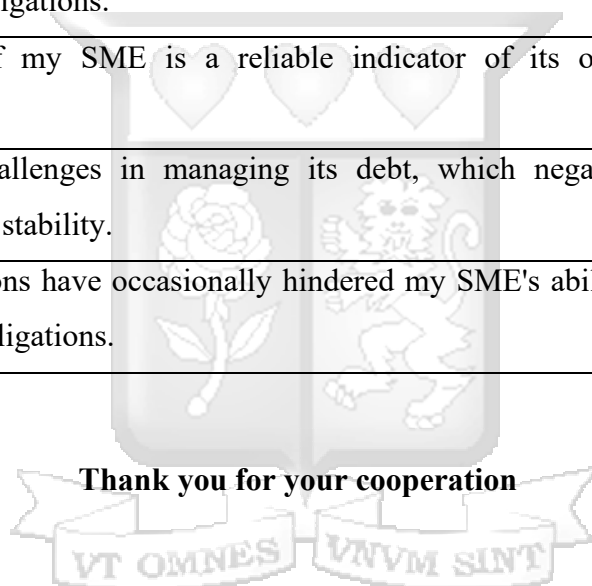 igations.
f my SME is a reliable indicator of its o
allenges in managing its debt, which nega
stability.
ons have occasionally hindered my SME's abil
ligations.
Thank you for your cooperation
VT OMNES VNVM SINT